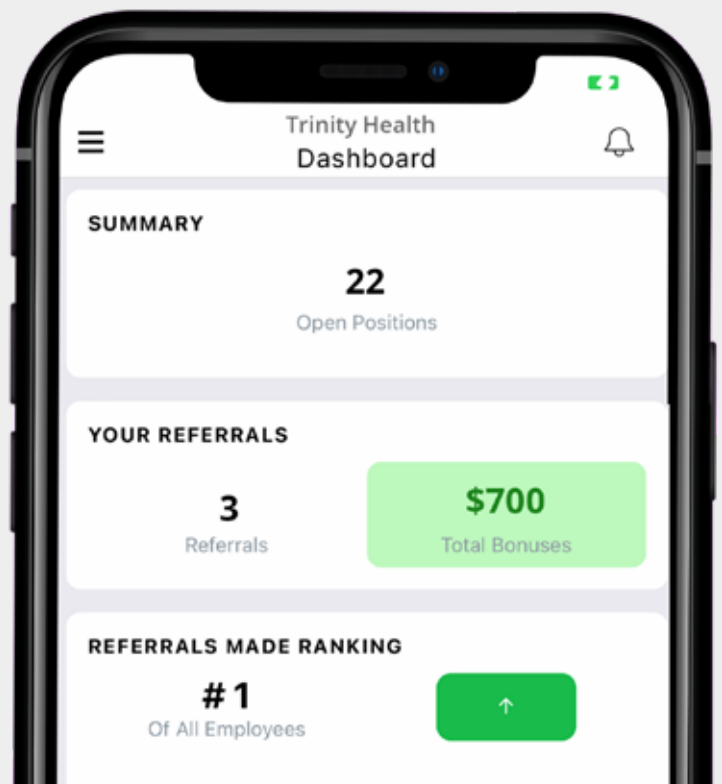 Trinity Health
Dashboard
SUMMARY
22
Open Positions
YOUR REFERRALS
3
Referrals
$700
Total Bonuses
REFERRALS MADE RANKING
#1
Of All Employees
↑